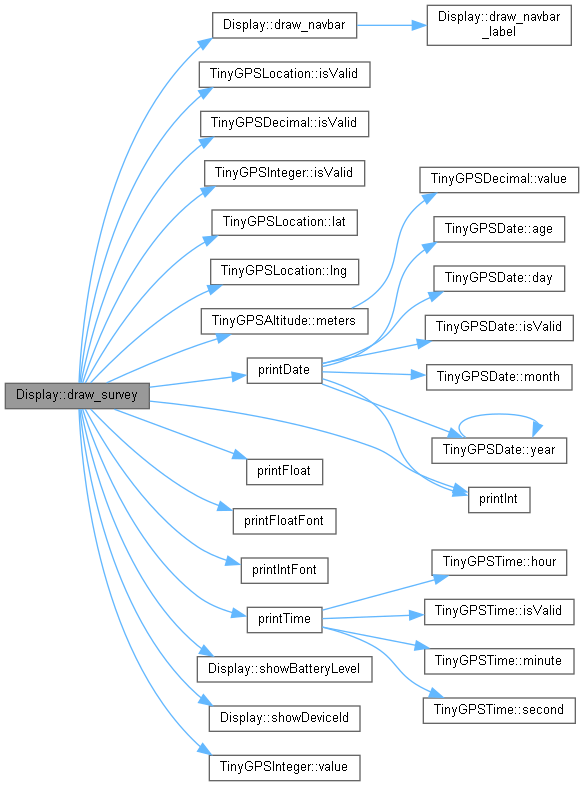 Display::draw_survey
Display::draw_navbar
Display::draw_navbar
_label
TinyGPSLocation::isValid
TinyGPSDecimal::isValid
TinyGPSInteger::isValid
TinyGPSLocation::lat
TinyGPSLocation::lng
TinyGPSAltitude::meters
TinyGPSDecimal::value
printDate
TinyGPSDate::age
TinyGPSDate::day
TinyGPSDate::isValid
TinyGPSDate::month
TinyGPSDate::year
printInt
printFloat
printFloatFont
printIntFont
printTime
TinyGPSTime::hour
TinyGPSTime::isValid
TinyGPSTime::minute
TinyGPSTime::second
Display::showBatteryLevel
Display::showDeviceId
TinyGPSInteger::value